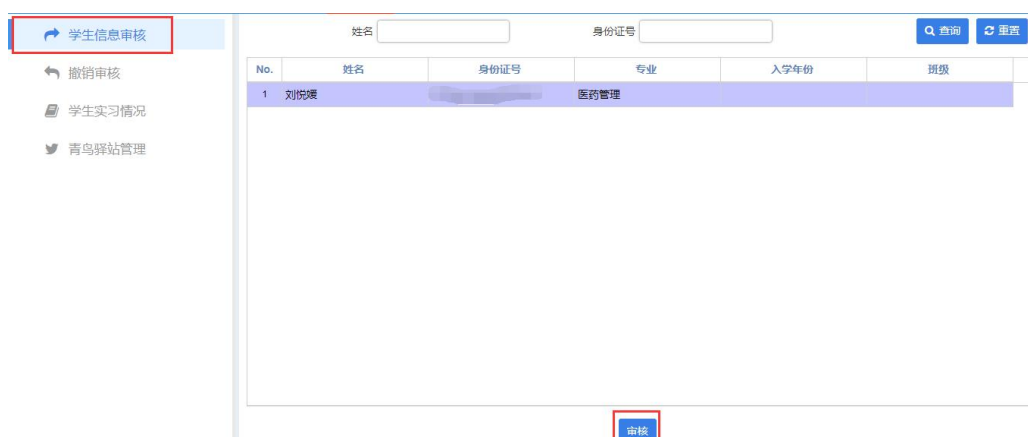 学生信息审核
撤销审核
学生实习情况
青鸟驿站管理
姓名 身份证号 查询 重置
No. 姓名 身份证号 专业 入学年份 班级
1 刘悦媛 医药管理
审核